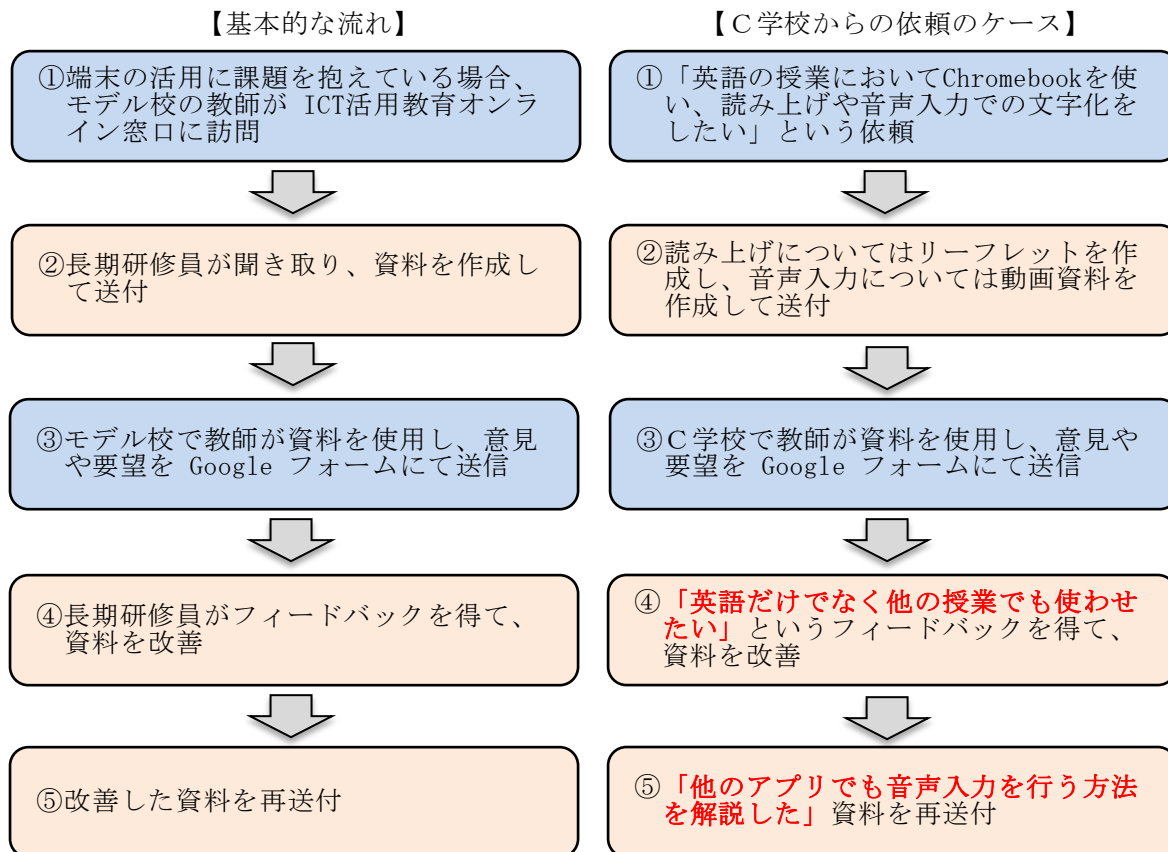 【基本的な流れ】
①端末の活用に課題を抱えている場合、
モデル校の教師が ICT活用教育オンラ
イン窓口に訪問
②長期研修員が聞き取り、資料を作成し
て送付
③モデル校で教師が資料を使用し、意見
や要望を Google フォームにて送信
④長期研修員がフィードバックを得て、
資料を改善
⑤改善した資料を再送付
【Ｃ学校からの依頼のケース】
①「英語の授業においてChromebookを使
い、読み上げや音声入力での文字化を
したい」という依頼
②読み上げについてはリーフレットを作
成し、音声入力については動画資料を
作成して送付
③Ｃ学校で教師が資料を使用し、意見や
要望を Google フォームにて送信
④「英語だけでなく他の授業でも使わせ
たい」というフィードバックを得て、
資料を改善
⑤「他のアプリでも音声入力を行う方法
を解説した」資料を再送付